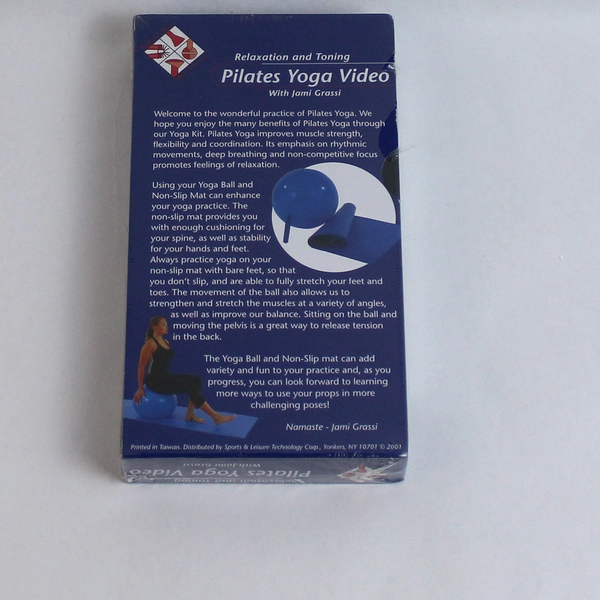 Relaxation and Toning
Pilates Yoga Video
With Jami Grassi
Welcome to the wonderful practice of Pilates Yoga. We
hope you enjoy the many benefits of Pilates Yoga through
our Yoga Kit. Pilates Yoga improves muscle strength,
flexibility and coordination. Its emphasis on rhythmic
movements, deep breathing and non-competitive focus
promotes feelings of relaxation.
Using your Yoga Ball and
Non-Slip Mat can enhance
your yoga practice. The
non-slip mat provides you
with enough cushioning for
your spine, as well as stability
for your hands and feet.
Always practice yoga on your
non-slip mat with bare feet, so that
you don't slip, and are able to fully stretch your feet and
toes. The movement of the ball also allows us to
strengthen and stretch the muscles at a variety of angles,
as well as improve our balance. Sitting on the ball and
moving the pelvis is a great way to release tension
in the back.
The Yoga Ball and Non-Slip mat can add
variety and fun to your practice and, as you
progress, you can look forward to learning
more ways to use your props in more
challenging poses!
Namaste - Jami Grassi
Printed in Taiwan. Distributed by Sports & Leisure Technology Corp., Yonkers, NY 10701 © 2001
Relaxation and Toning
Pilates Yoga Video
With Jami Grassi